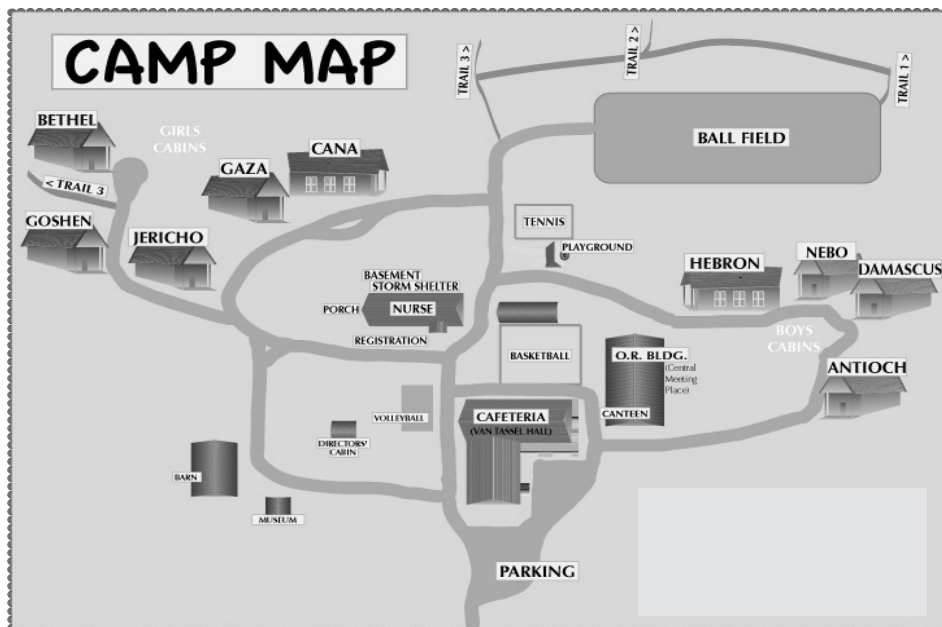 CAMP MAP
TRAIL 3 >
TRAIL 2 >
TRAIL 1 >
BETHEL
GIRLS
CABINS
CANA
BALL FIELD
GAZA
< TRAIL 3
GOSHEN
JERICHO
TENNIS
PLAYGROUND
NEBO
HEBRON
DAMASCUS
BASEMENT
STORM SHELTER
PORCH
NURSE
REGISTRATION
BOYS
CABINS
BASKETBALL
O.R. BLDG.
(Central
Meeting
Place)
ANTIOCH
VOLLEYBALL
CAFETERIA
(VAN TASSEL HALL)
CANTEEN
DIRECTORS'
CABIN
BARN
MUSEUM
PARKING